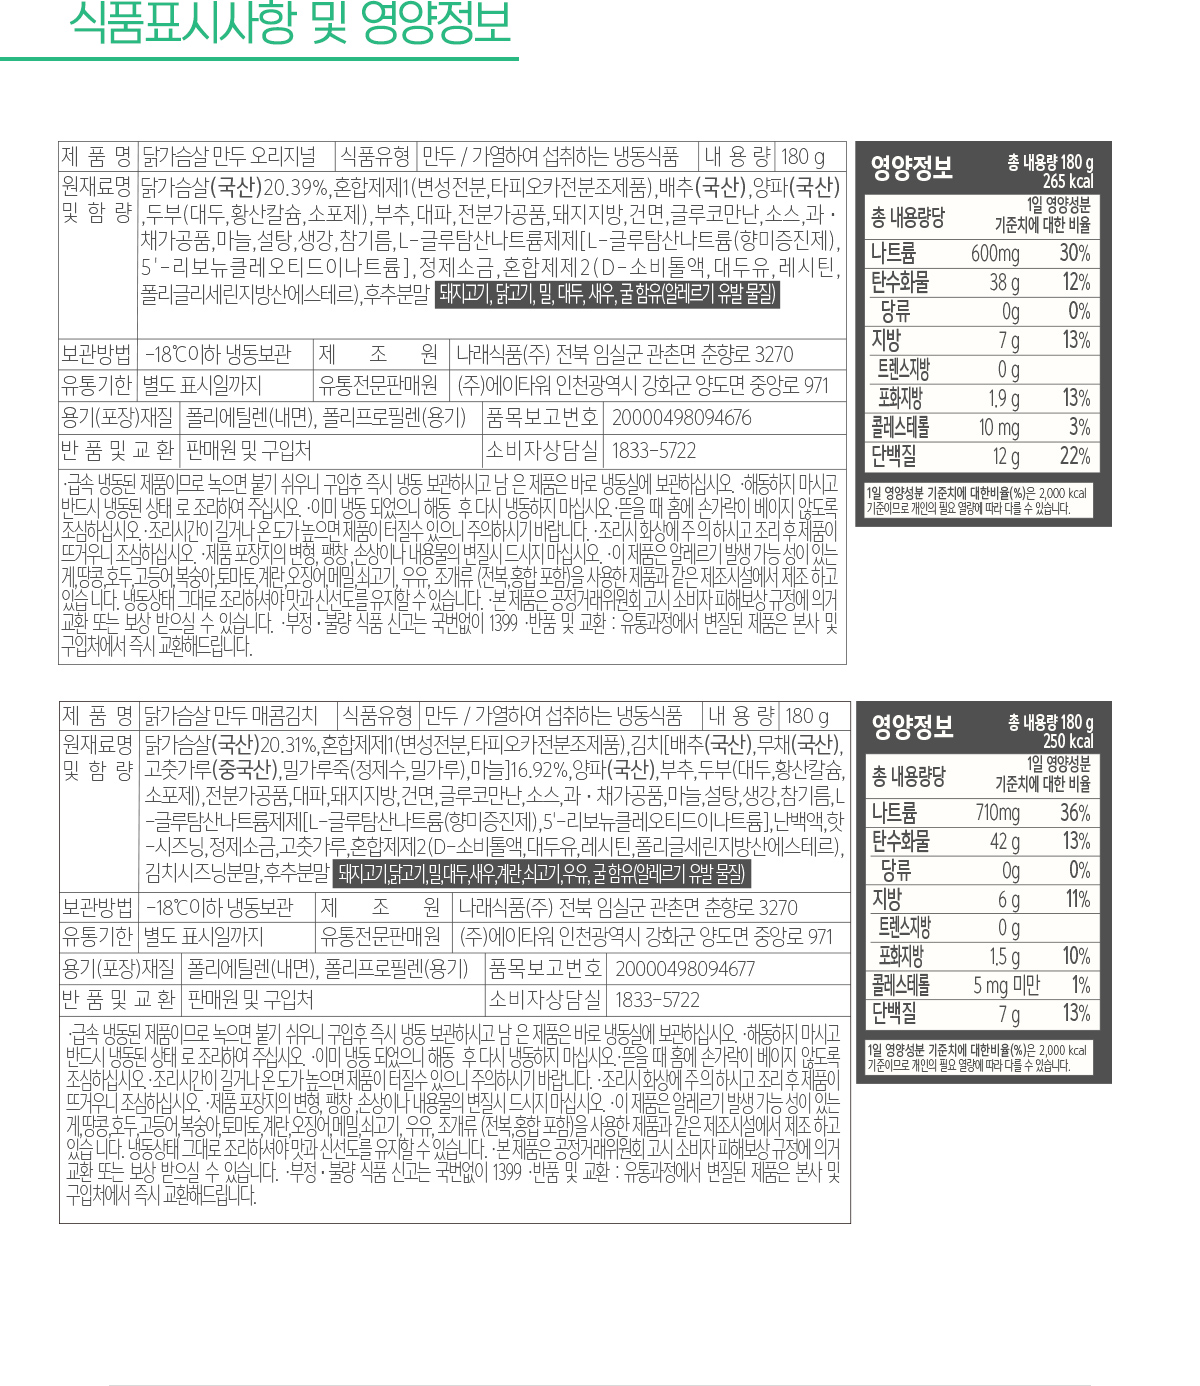 식품표시사항 및 영양정보
제 품 명 닭가슴살 만두 오리지널 식품유형 만두 / 가열하여 섭취하는 냉동식품 내 용 량 180 g
원재료명 및 함 량
닭가슴살(국산)20.39%,혼합제제1(변성전분,타피오카전분조제품),배추(국산),양파(국산)
,두부(대두,황산칼슘,소포제),부추,대파,전분가공품,돼지지방,건면,글루코만난,소스,과·
채가공품,마늘,설탕,생강,참기름,L-글루탐산나트륨제제[L-글루탐산나트륨(향미증진제),
5'-리보뉴클레오티드이나트륨],정제소금,혼합제제2(D-소비톨액,대두유,레시틴,
폴리글리세린지방산에스테르),후추분말 돼지고기, 닭고기, 밀, 대두, 새우, 굴 함유(알레르기 유발 물질)
보관방법 -18℃이하 냉동보관 제 조 원 나래식품(주) 전북 임실군 관촌면 춘향로 3270
유통기한 별도 표시일까지 유통전문판매원 (주)에이타워 인천광역시 강화군 양도면 중앙로 971
용기(포장)재질 폴리에틸렌(내면), 폴리프로필렌(용기) 품목보고번호 20000498094676
반 품 및 교 환 판매원 및 구입처 소비자상담실 1833-5722
·급속 냉동된 제품이므로 녹으면 붙기 쉬우니 구입후 즉시 냉동 보관하시고 남 은 제품은 바로 냉동실에 보관하십시오. ·해동하지 마시고
반드시 냉동된 상태 로 조리하여 주십시오. ·이미 냉동 되었으니 해동 후 다시 냉동하지 마십시오.·뜯을 때 홈에 손가락이 베이지 않도록
조심하십시오.·조리시간이 길거나 온 도가 높으면 제품이 터질수 있으니 주의하시기 바랍니다. ·조리시 화상에 주 의 하시고 조리 후 제품이
뜨거우니 조심하십시오. ·제품 포장지의 변형, 팽창 ,손상이나 내용물의 변질시 드시지 마십시오. ·이 제품은 알레르기 발생 가능 성이 있는
게,땅콩,호두,고등어,복숭아,토마토,계란,오징어,메밀,쇠고기, 우유, 조개류 (전복,홍합 포함)을 사용한 제품과 같은 제조시설에서 제조 하고
있습 니다. 냉동상태 그대로 조리하셔야 맛과 신선도를 유지할 수 있습니다. ·본 제품은 공정거래위원회 고시 소비자 피해보상 규정에 의거
교환 또는 보상 받으실 수 있습니다. ·부정·불량 식품 신고는 국번없이 1399 ·반품 및 교환 : 유통과정에서 변질된 제품은 본사 및
구입처에서 즉시 교환해드립니다.
영양정보 총 내용량 180 g
265 kcal
총 내용량당 1일 영양성분
기준치에 대한 비율
나트륨 600mg 30%
탄수화물 38 g 12%
당류 0g 0%
지방 7 g 13%
트렌스지방 0 g
포화지방 1.9 g 13%
콜레스테롤 10 mg 3%
단백질 12 g 22%
1일 영양성분 기준치에 대한비율(%)은 2,000 kcal
기준이므로 개인의 필요 열량에 따라 다를 수 있습니다.
제 품 명 닭가슴살 만두 매콤김치 식품유형 만두 / 가열하여 섭취하는 냉동식품 내 용 량 180 g
원재료명 및 함 량
닭가슴살(국산)20.31%,혼합제제1(변성전분,타피오카전분조제품),김치[배추(국산),무채(국산),
고춧가루(중국산),밀가루죽(정제수,밀가루),마늘]16.92%,양파(국산),부추,두부(대두,황산칼슘,
소포제),전분가공품,대파,돼지지방,건면,글루코만난,소스,과·채가공품,마늘,설탕,생강,참기름,L
-글루탐산나트륨제제[L-글루탐산나트륨(향미증진제),5'-리보뉴클레오티드이나트륨],난백액,핫
-시즈닝,정제소금,고춧가루,혼합제제2(D-소비톨액,대두유,레시틴,폴리글세린지방산에스테르),
김치시즈닝분말,후추분말 돼지고기,닭고기,밀,대두,새우,계란,쇠고기,우유, 굴 함유(알레르기 유발 물질)
보관방법 -18℃이하 냉동보관 제 조 원 나래식품(주) 전북 임실군 관촌면 춘향로 3270
유통기한 별도 표시일까지 유통전문판매원 (주)에이타워 인천광역시 강화군 양도면 중앙로 971
용기(포장)재질 폴리에틸렌(내면), 폴리프로필렌(용기) 품목보고번호 20000498094677
반 품 및 교 환 판매원 및 구입처 소비자상담실 1833-5722
·급속 냉동된 제품이므로 녹으면 붙기 쉬우니 구입후 즉시 냉동 보관하시고 남 은 제품은 바로 냉동실에 보관하십시오. ·해동하지 마시고
반드시 냉동된 상태 로 조리하여 주십시오. ·이미 냉동 되었으니 해동 후 다시 냉동하지 마십시오.·뜯을 때 홈에 손가락이 베이지 않도록
조심하십시오.·조리시간이 길거나 온 도가 높으면 제품이 터질수 있으니 주의하시기 바랍니다. ·조리시 화상에 주 의 하시고 조리 후 제품이
뜨거우니 조심하십시오. ·제품 포장지의 변형, 팽창 ,손상이나 내용물의 변질시 드시지 마십시오. ·이 제품은 알레르기 발생 가능 성이 있는
게,땅콩,호두,고등어,복숭아,토마토,계란,오징어,메밀,쇠고기, 우유, 조개류 (전복,홍합 포함)을 사용한 제품과 같은 제조시설에서 제조 하고
있습 니다. 냉동상태 그대로 조리하셔야 맛과 신선도를 유지할 수 있습니다. ·본 제품은 공정거래위원회 고시 소비자 피해보상 규정에 의거
교환 또는 보상 받으실 수 있습니다. ·부정·불량 식품 신고는 국번없이 1399 ·반품 및 교환 : 유통과정에서 변질된 제품은 본사 및
구입처에서 즉시 교환해드립니다.
영양정보 총 내용량 180 g
250 kcal
총 내용량당 1일 영양성분
기준치에 대한 비율
나트륨 710mg 36%
탄수화물 42 g 13%
당류 0g 0%
지방 6 g 11%
트렌스지방 0 g
포화지방 1.5 g 10%
콜레스테롤 5 mg 미만 1%
단백질 7 g 13%
1일 영양성분 기준치에 대한비율(%)은 2,000 kcal
기준이므로 개인의 필요 열량에 따라 다를 수 있습니다.